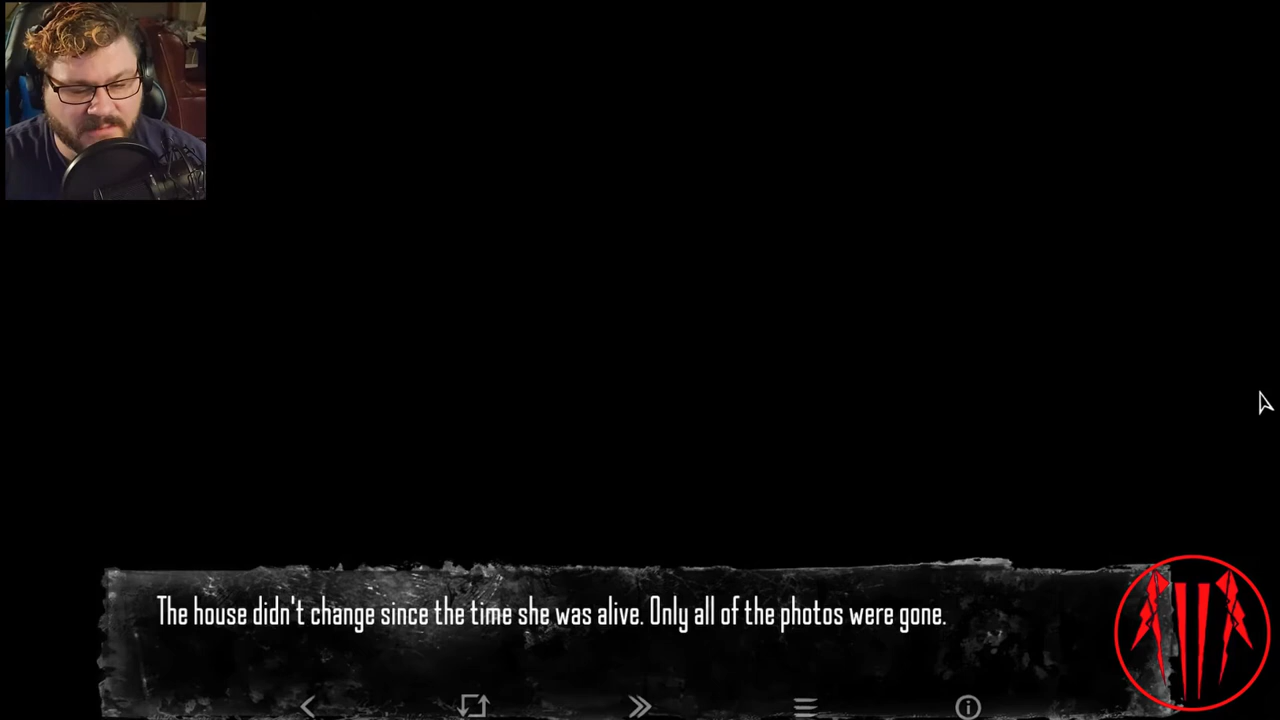 The house didn't change since the time she was alive. Only all of the photos were gone.